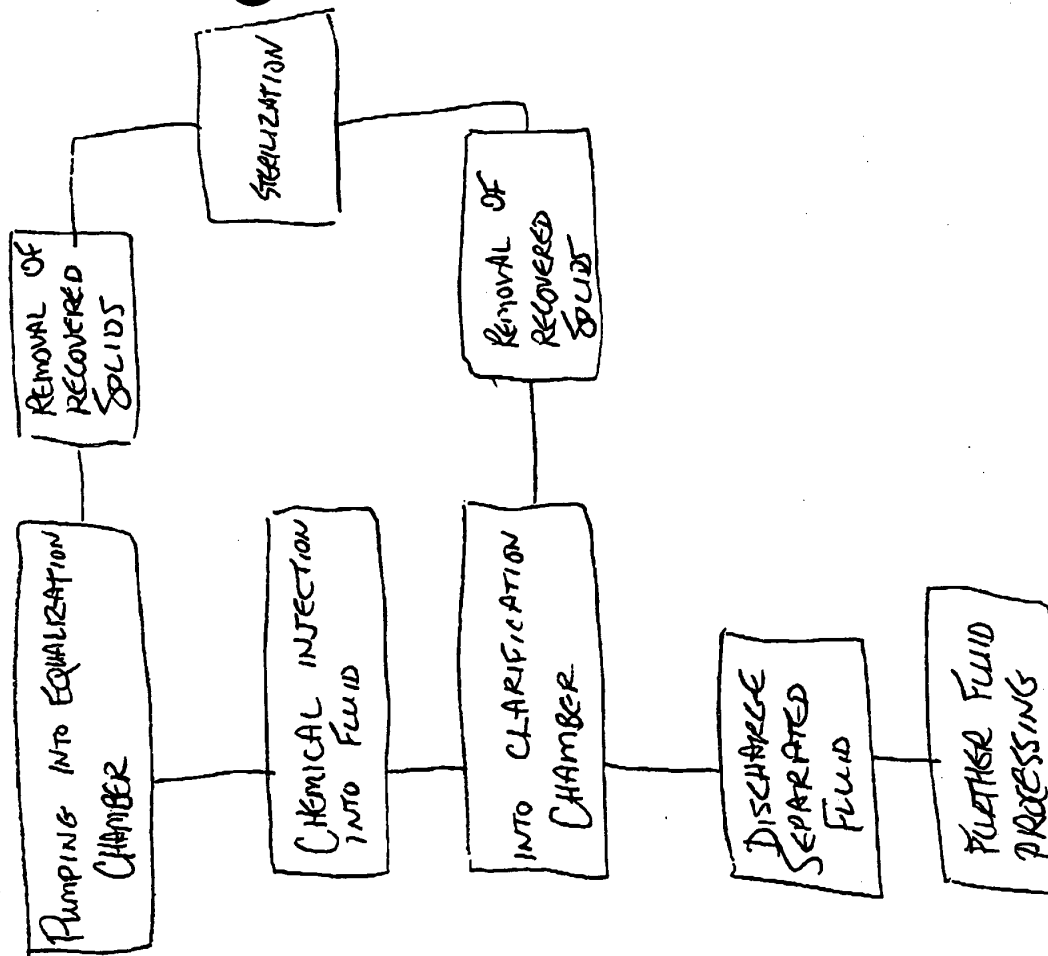 PUMPING INTO EQUALIZATION
CHAMBER
REMOVAL OF
RECOVERED
SOLIDS
STERILIZATION
CHEMICAL INJECTION
INTO FLUID
INTO CLARIFICATION
CHAMBER
REMOVAL OF
RECOVERED
SOLIDS
DISCHARGE
SEPARATED
FLUID
FURTHER FLUID
PROCESSING